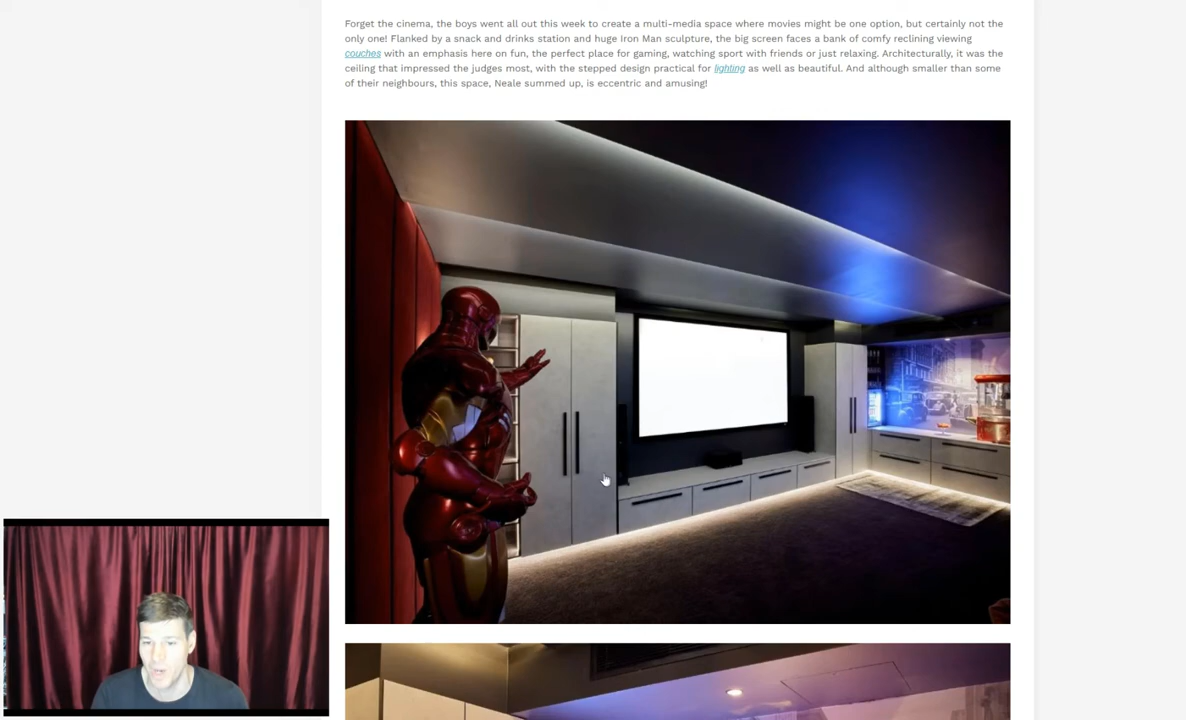 Forget the cinema, the boys went all out this week to create a multi-media space where movies might be one option, but certainly not the
only one! Flanked by a snack and drinks station and huge Iron Man sculpture, the big screen faces a bank of comfy reclining viewing
couches with an emphasis here on fun, the perfect place for gaming, watching sport with friends or just relaxing. Architecturally, it was the
ceiling that impressed the judges most, with the stepped design practical for lighting as well as beautiful. And although smaller than some
of their neighbours, this space, Neale summed up, is eccentric and amusing!